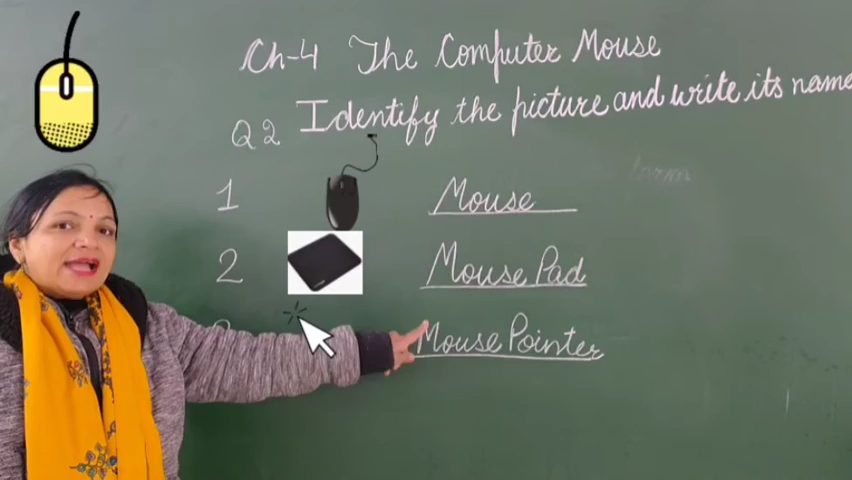 Ch-4 The Computer Mouse
Q2 Identify the picture and write its name
1 Mouse
2 Mouse Pad
Mouse Pointer